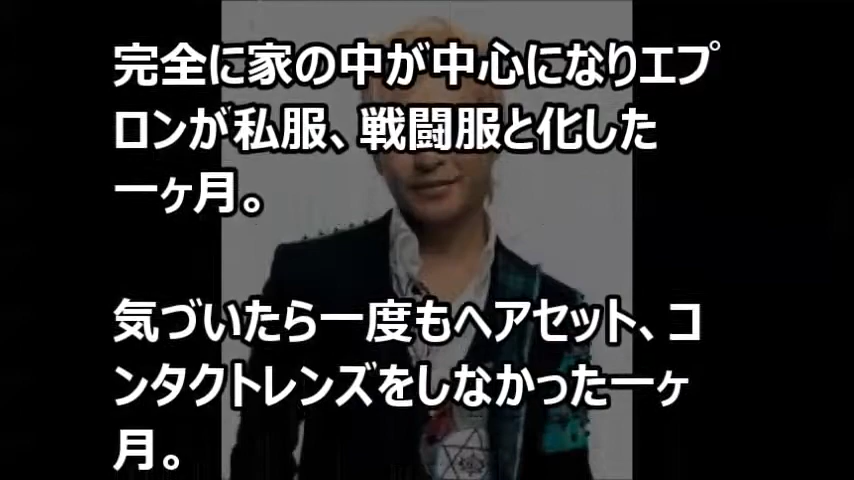 完全に家の中が中心になりエプ
ロンが私服、戦闘服と化した
一ヶ月。
気づいたら一度もヘアセット、コ
ンタクトレンズをしなかった一ヶ
月。